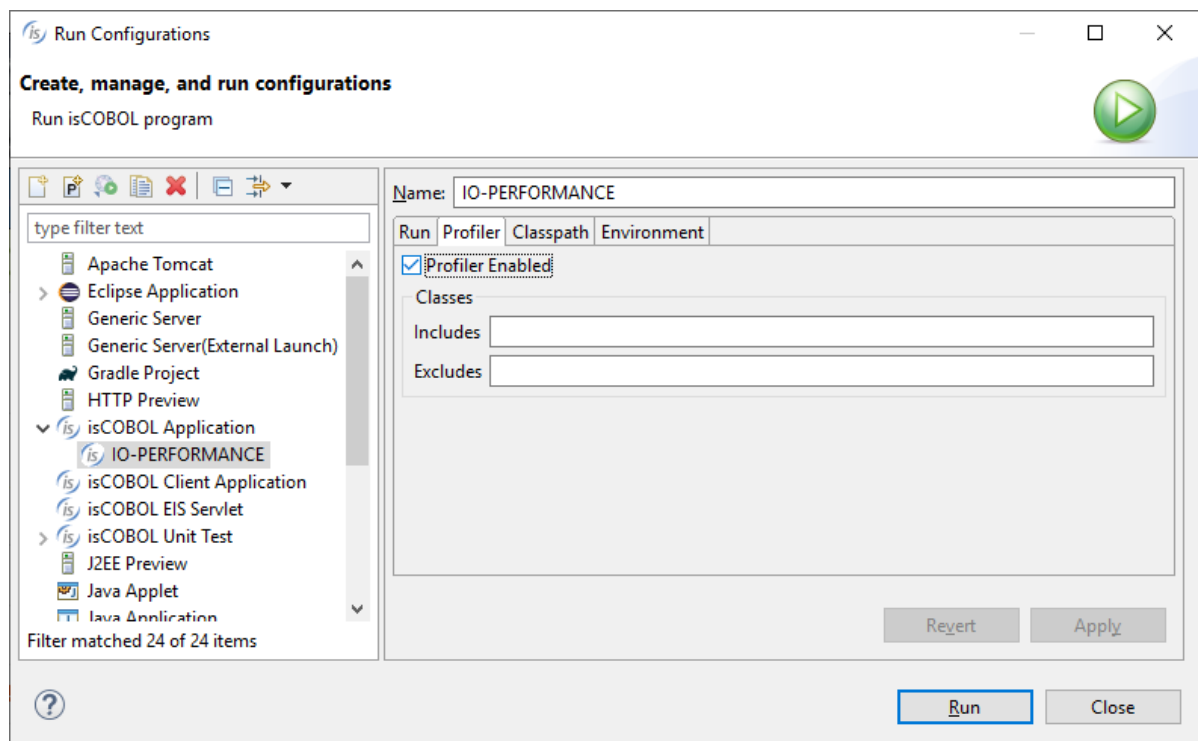 Run Configurations
Create, manage, and run configurations
Run isCOBOL program
type filter text
Apache Tomcat
Eclipse Application
Generic Server
Generic Server(External Launch)
Gradle Project
HTTP Preview
isCOBOL Application
IO-PERFORMANCE
isCOBOL Client Application
isCOBOL EIS Servlet
isCOBOL Unit Test
J2EE Preview
Java Applet
Java Application
Filter matched 24 of 24 items
Name: IO-PERFORMANCE
Run Profiler Classpath Environment
Profiler Enabled
Classes
Includes
Excludes
Revert Apply
Run Close